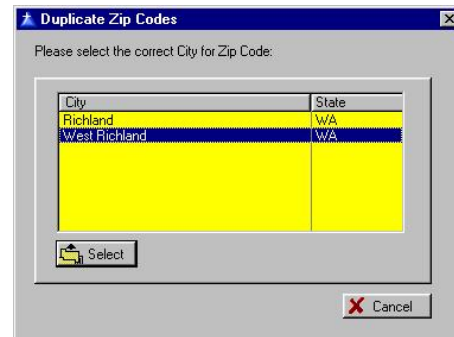 Duplicate Zip Codes
Please select the correct City for Zip Code:
City State
Richland WA
West Richland WA
Select
Cancel